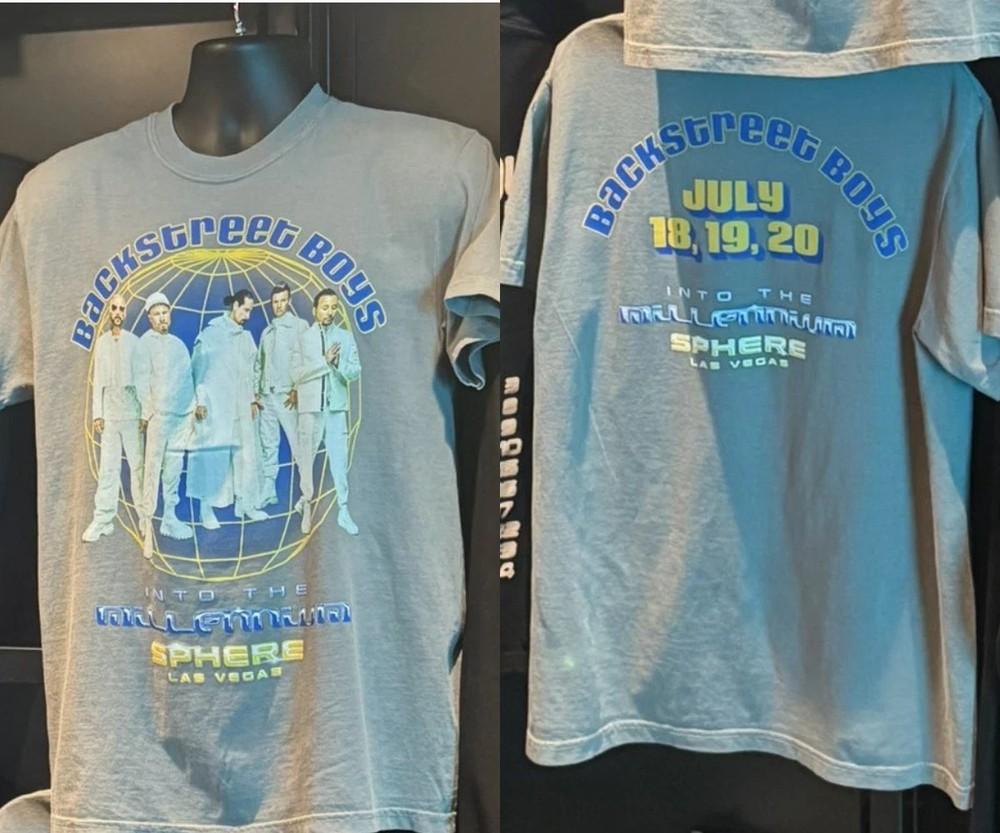 Backstreet Boys
INTO THE
millennium
SPHERE
LAS VEGAS
Backstreet Boys
JULY
18, 19, 20
INTO THE
millennium
SPHERE
LAS VEGAS